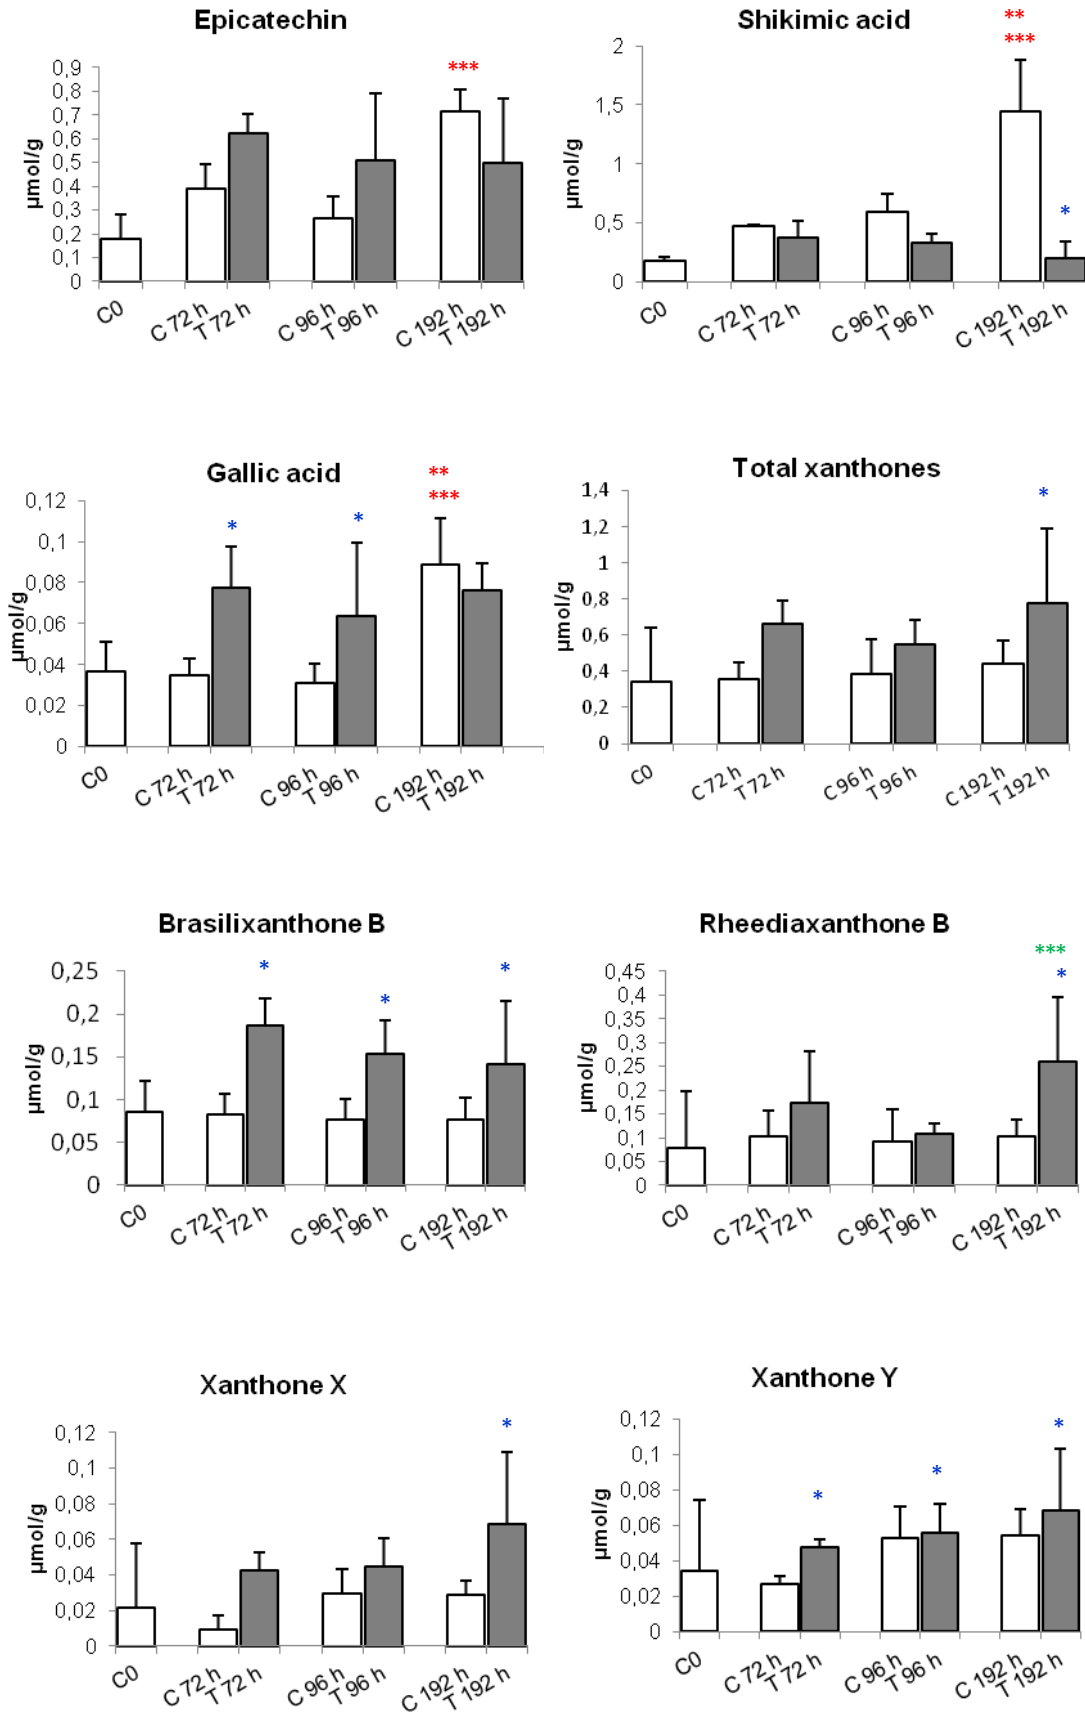 Epicatechin
***
0,9
0,8
0,7
0,6
0,5
0,4
0,3
0,2
0,1
0
µmol/g
C0
C 72 h
T 72 h
C 96 h
T 96 h
C 192 h
T 192 h
Shikimic acid
**
***
*
2
1,5
1
0,5
0
µmol/g
C0
C 72 h
T 72 h
C 96 h
T 96 h
C 192 h
T 192 h
Gallic acid
**
***
*
*
0,12
0,1
0,08
0,06
0,04
0,02
0
µmol/g
C0
C 72 h
T 72 h
C 96 h
T 96 h
C 192 h
T 192 h
Total xanthones
*
1,4
1,2
1
0,8
0,6
0,4
0,2
0
µmol/g
C0
C 72 h
T 72 h
C 96 h
T 96 h
C 192 h
T 192 h
Brasilixanthone B
*
*
*
0,25
0,2
0,15
0,1
0,05
0
µmol/g
C0
C 72 h
T 72 h
C 96 h
T 96 h
C 192 h
T 192 h
Rheediaxanthone B
***
*
0,45
0,4
0,35
0,3
0,25
0,2
0,15
0,1
0,05
0
µmol/g
C0
C 72 h
T 72 h
C 96 h
T 96 h
C 192 h
T 192 h
Xanthone X
*
0,12
0,1
0,08
0,06
0,04
0,02
0
µmol/g
C0
C 72 h
T 72 h
C 96 h
T 96 h
C 192 h
T 192 h
Xanthone Y
*
*
*
0,12
0,1
0,08
0,06
0,04
0,02
0
µmol/g
C0
C 72 h
T 72 h
C 96 h
T 96 h
C 192 h
T 192 h